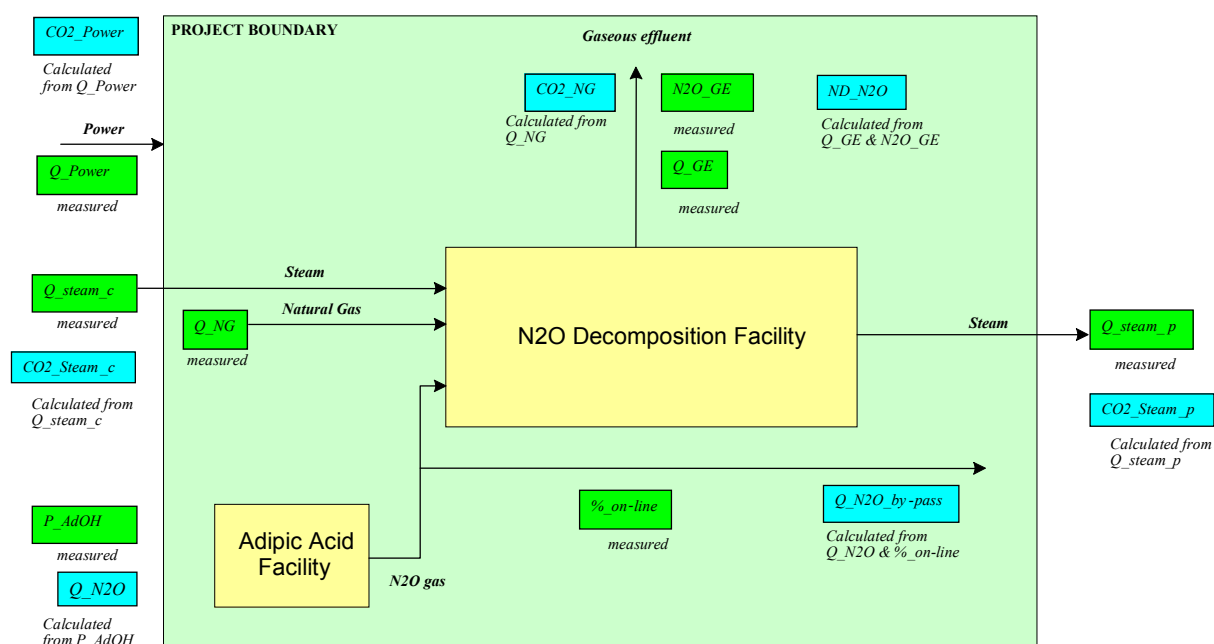 CO2_Power
Calculated
from Q_Power
PROJECT BOUNDARY
Gaseous effluent
CO2_NG
Calculated from
Q_NG
N2O_GE
measured
Q_GE
measured
ND_N2O
Calculated from
Q_GE & N2O_GE
Power
Q_Power
measured
Q_steam_c
measured
Steam
Natural Gas
Q_NG
measured
CO2_Steam_c
Calculated from
Q_steam_c
N2O Decomposition Facility
Steam
Q_steam_p
measured
CO2_Steam_p
Calculated from
Q_steam_p
P_AdOH
measured
Q_N2O
Calculated
from P_AdOH
Adipic Acid
Facility
N2O gas
%_on-line
measured
Q_N2O_by-pass
Calculated from
Q_N2O & %_on-line